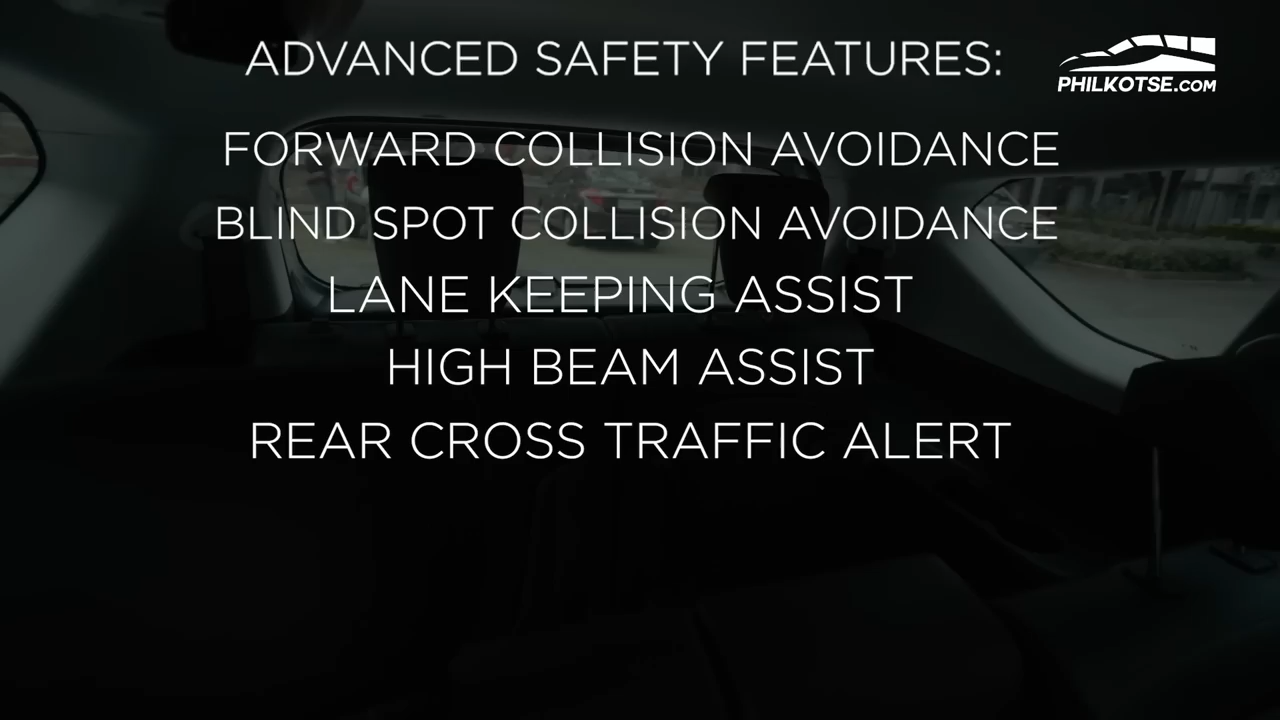 ADVANCED SAFETY FEATURES:
PHILKOTSE.COM
FORWARD COLLISION AVOIDANCE
BLIND SPOT COLLISION AVOIDANCE
LANE KEEPING ASSIST
HIGH BEAM ASSIST
REAR CROSS TRAFFIC ALERT